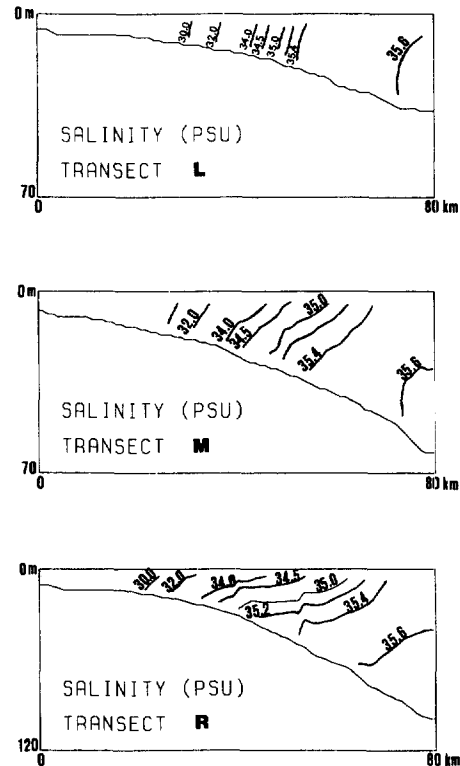 0m
30.0 32.0 34.0 34.5 35.0 35.4 35.6
SALINITY (PSU)
TRANSECT L
70
0 80 km
0m
32.0 34.0 34.5 35.0 35.4 35.6
SALINITY (PSU)
TRANSECT M
70
0 80 km
0m
30.0 32.0 34.0 34.5 35.0 35.2 35.4 35.6
SALINITY (PSU)
TRANSECT R
120
0 80 km